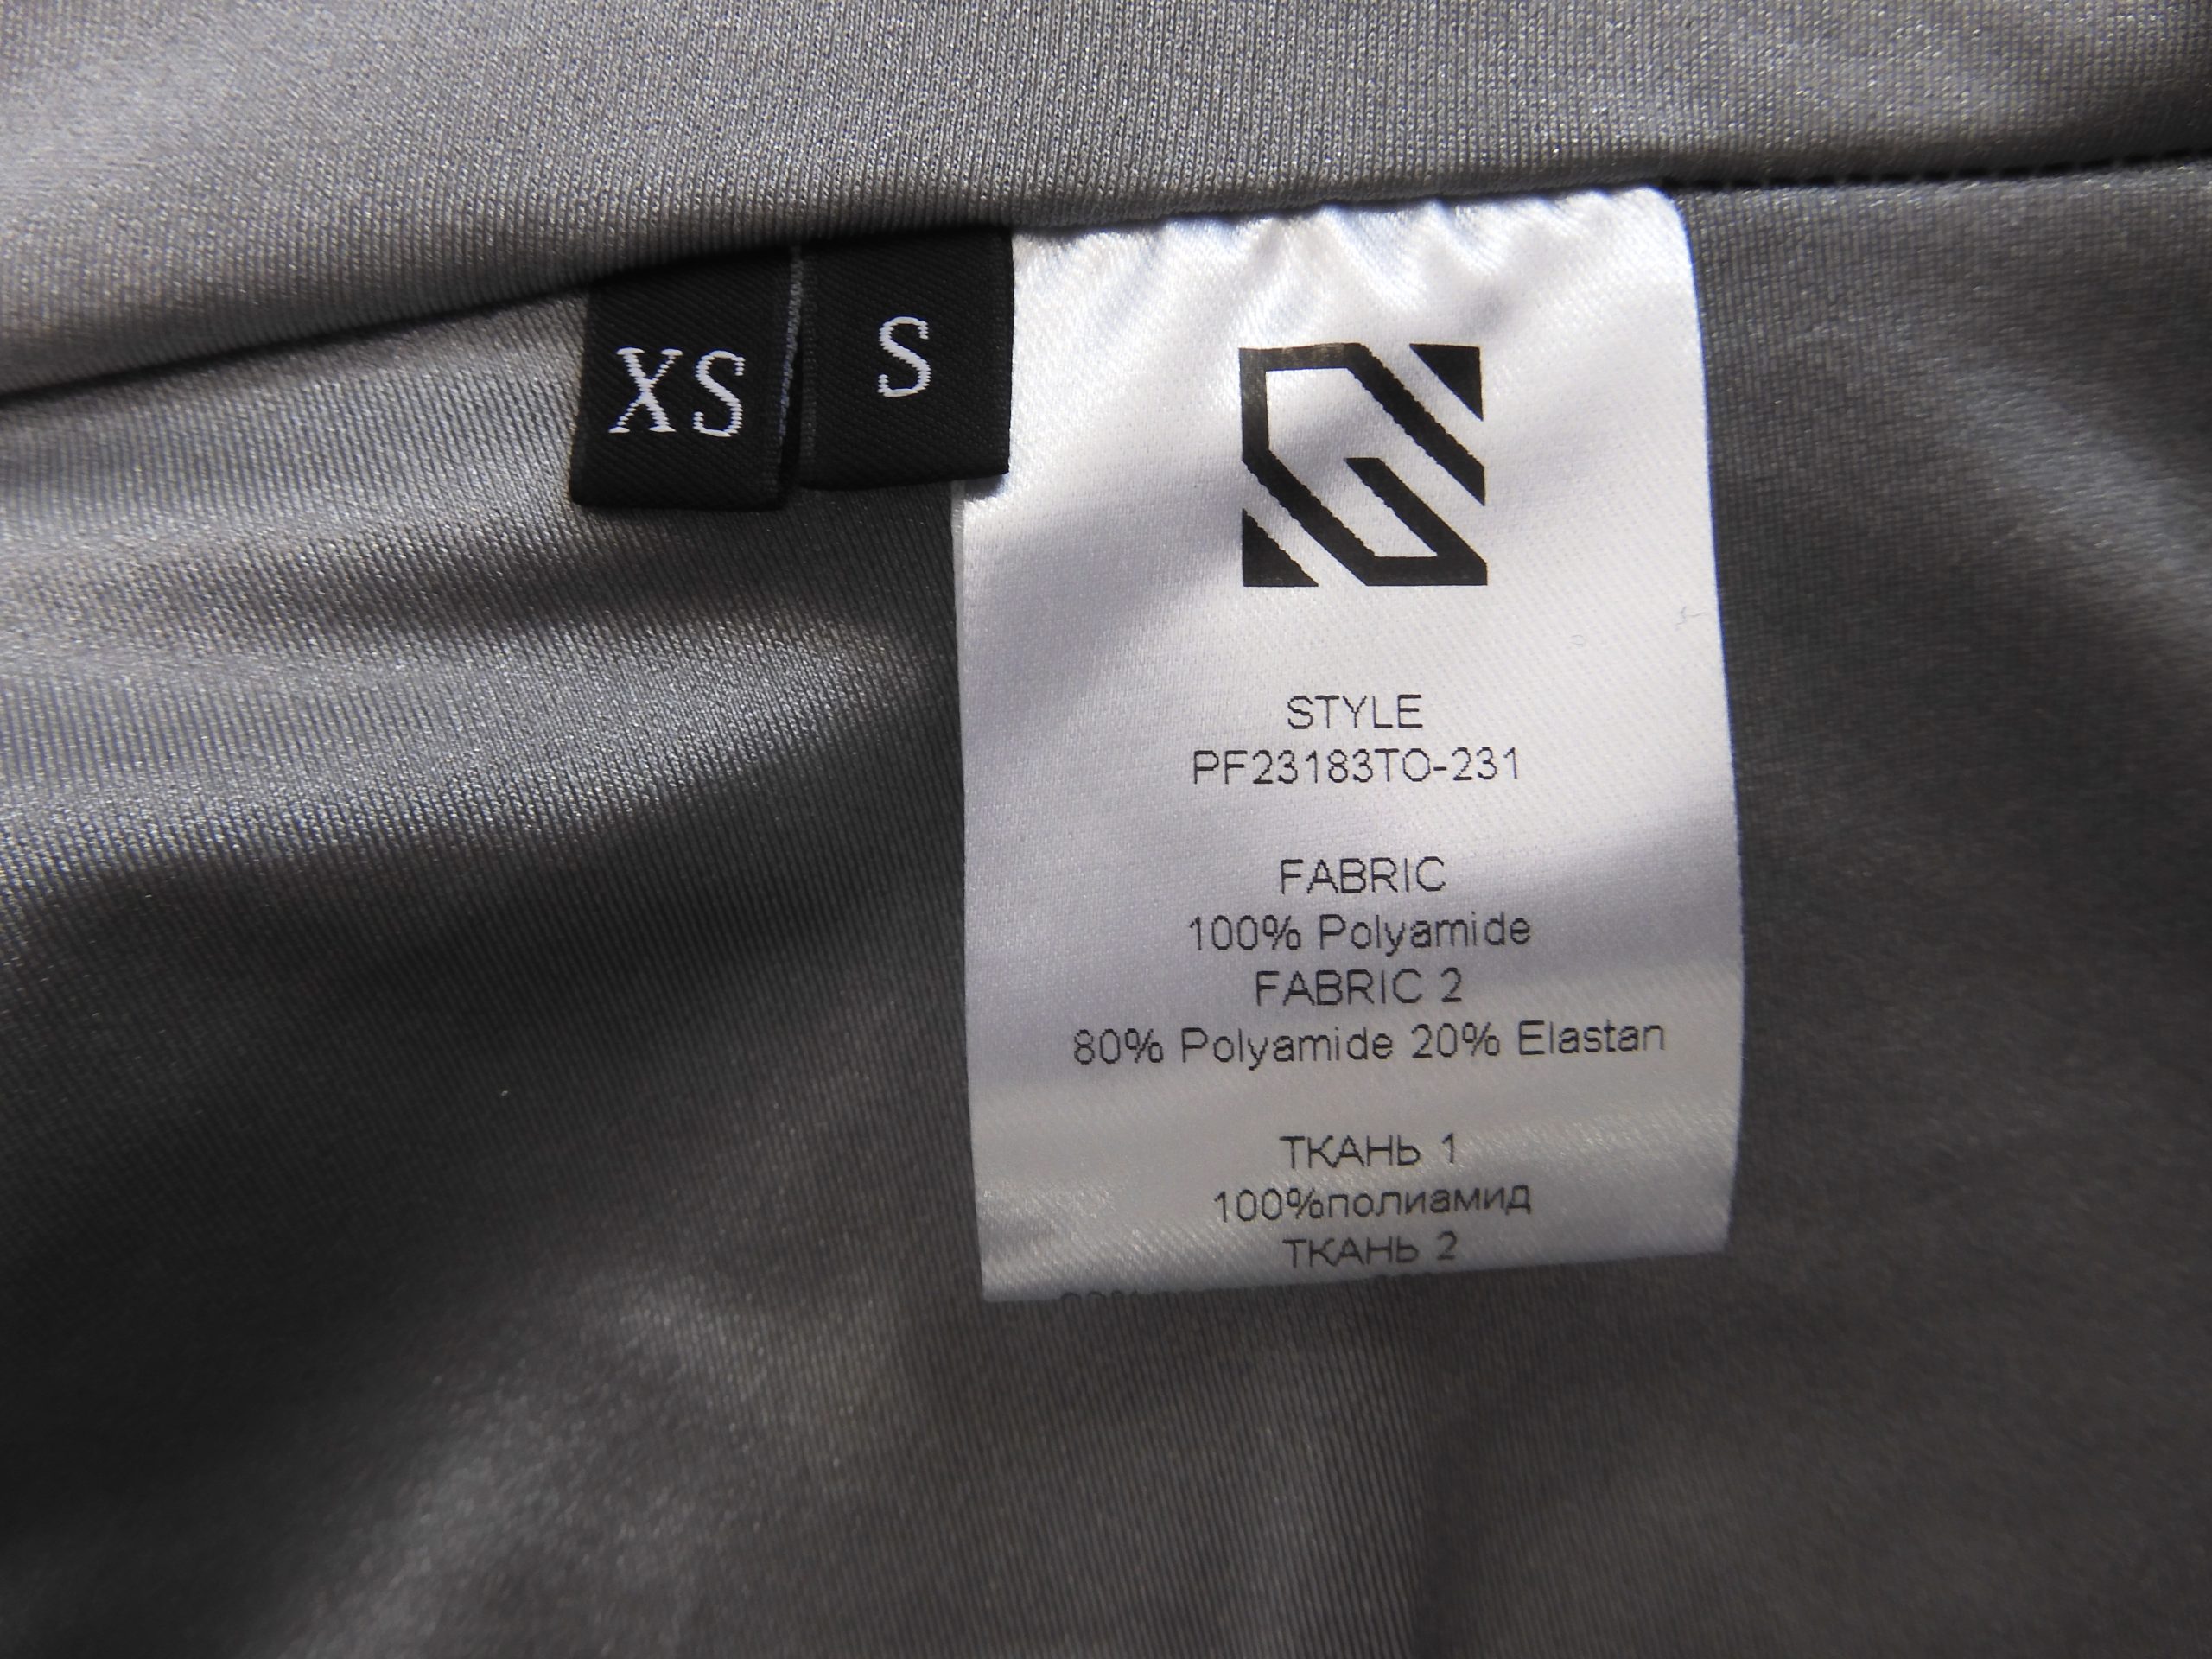 XS
S
STYLE
PF23183TO-231
FABRIC
100% Polyamide
FABRIC 2
80% Polyamide 20% Elastan
ТКАНЬ 1
100%полиамид
ТКАНЬ 2